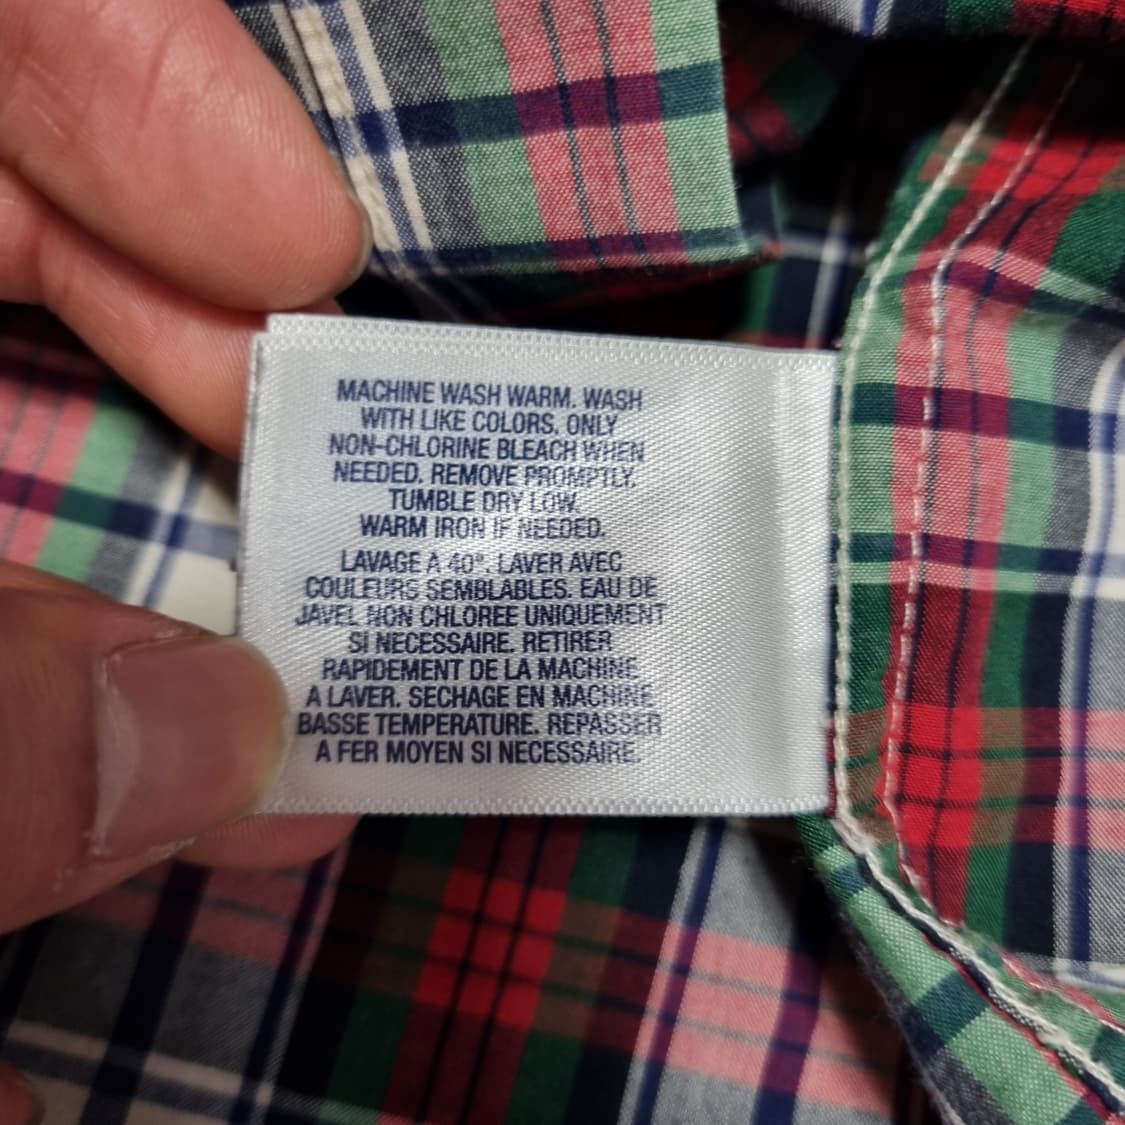 MACHINE WASH WARM. WASH
WITH LIKE COLORS. ONLY
NON-CHLORINE BLEACH WHEN
NEEDED. REMOVE PROMPTLY.
TUMBLE DRY LOW.
WARM IRON IF NEEDED.
LAVAGE A 40°. LAVER AVEC
COULEURS SEMBLABLES. EAU DE
JAVEL NON CHLOREE UNIQUEMENT
SI NECESSAIRE. RETIRER
RAPIDEMENT DE LA MACHINE
A LAVER. SECHAGE EN MACHINE
BASSE TEMPERATURE. REPASSER
A FER MOYEN SI NECESSAIRE.